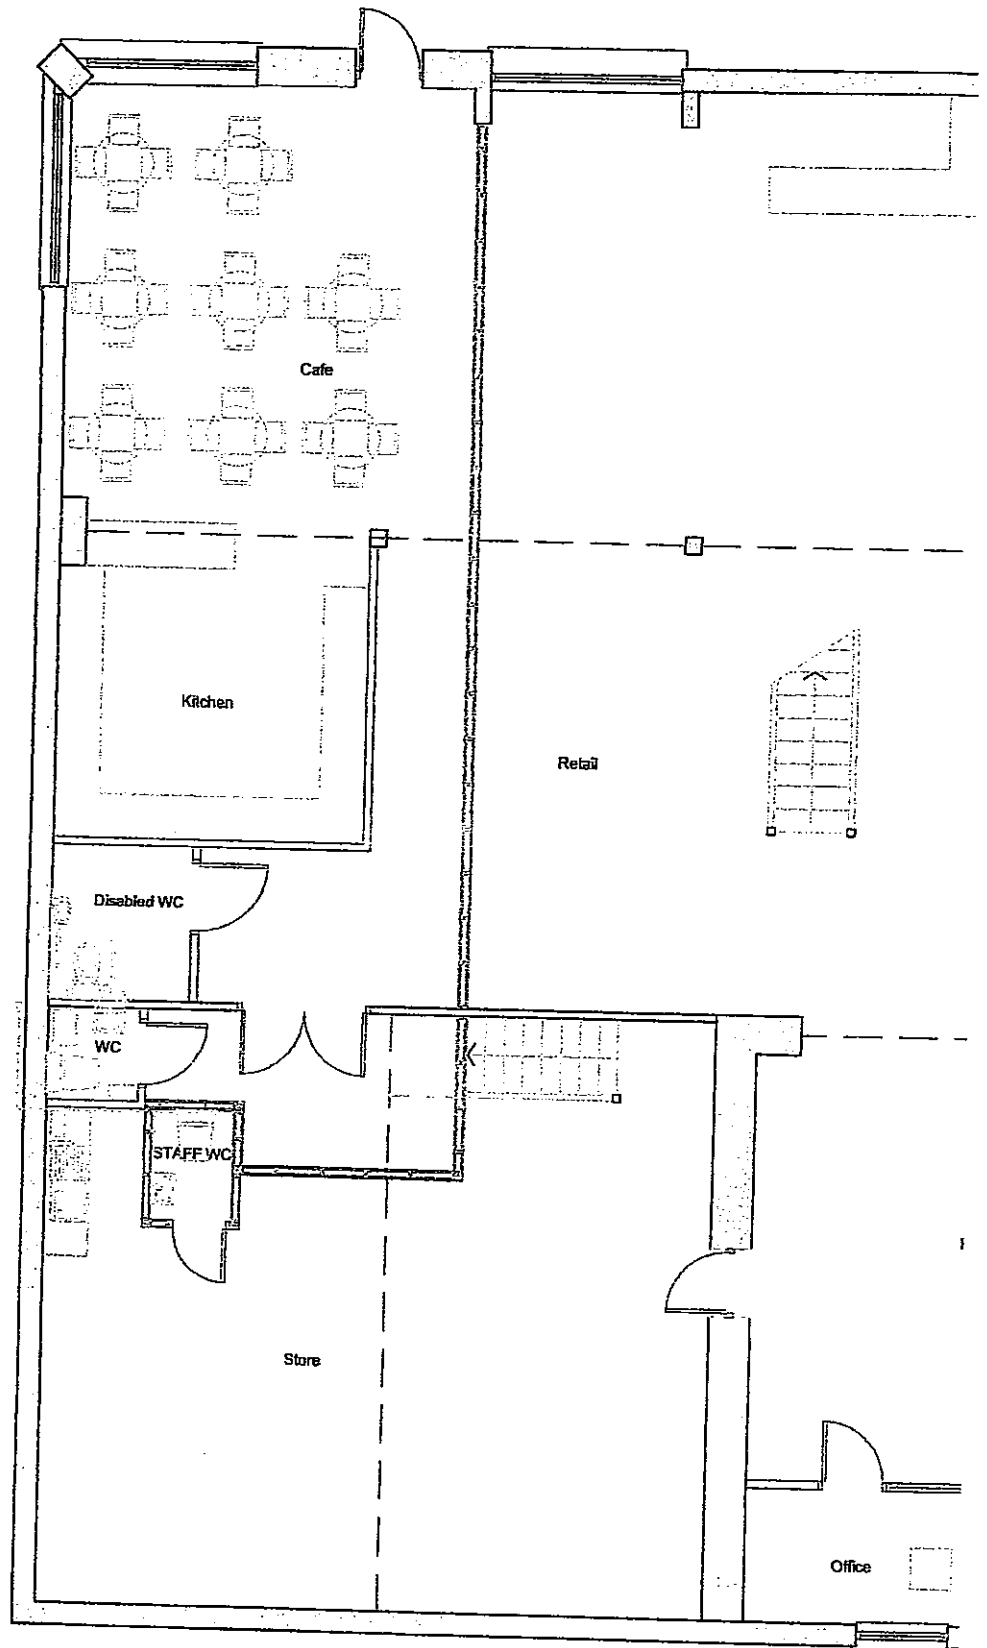 Cafe
Kitchen
Retail
Disabled WC
WC
STAFF WC
Store
Office